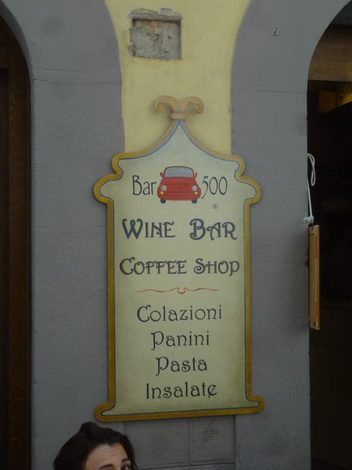 Bar 500
®
WINE BAR
COFFEE SHOP
Colazioni
Panini
Pasta
Insalate